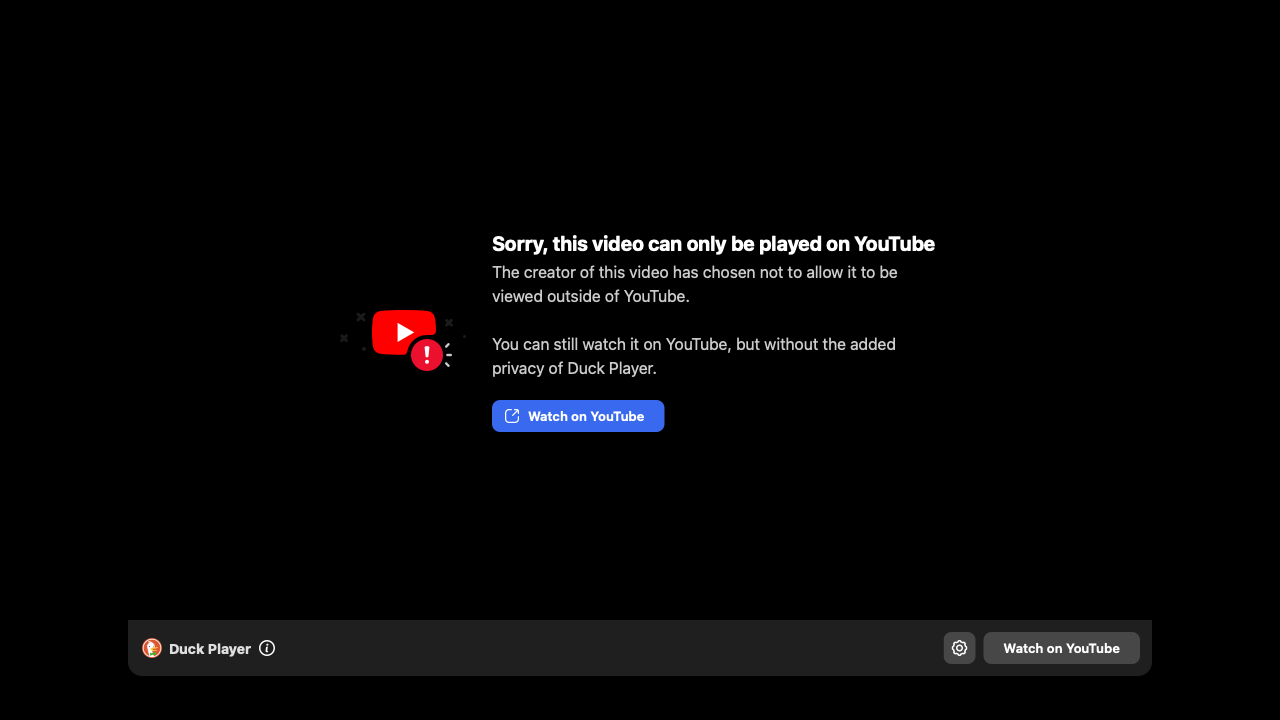 Sorry, this video can only be played on YouTube
The creator of this video has chosen not to allow it to be
viewed outside of YouTube.
You can still watch it on YouTube, but without the added
privacy of Duck Player.
Watch on YouTube
Duck Player
Watch on YouTube